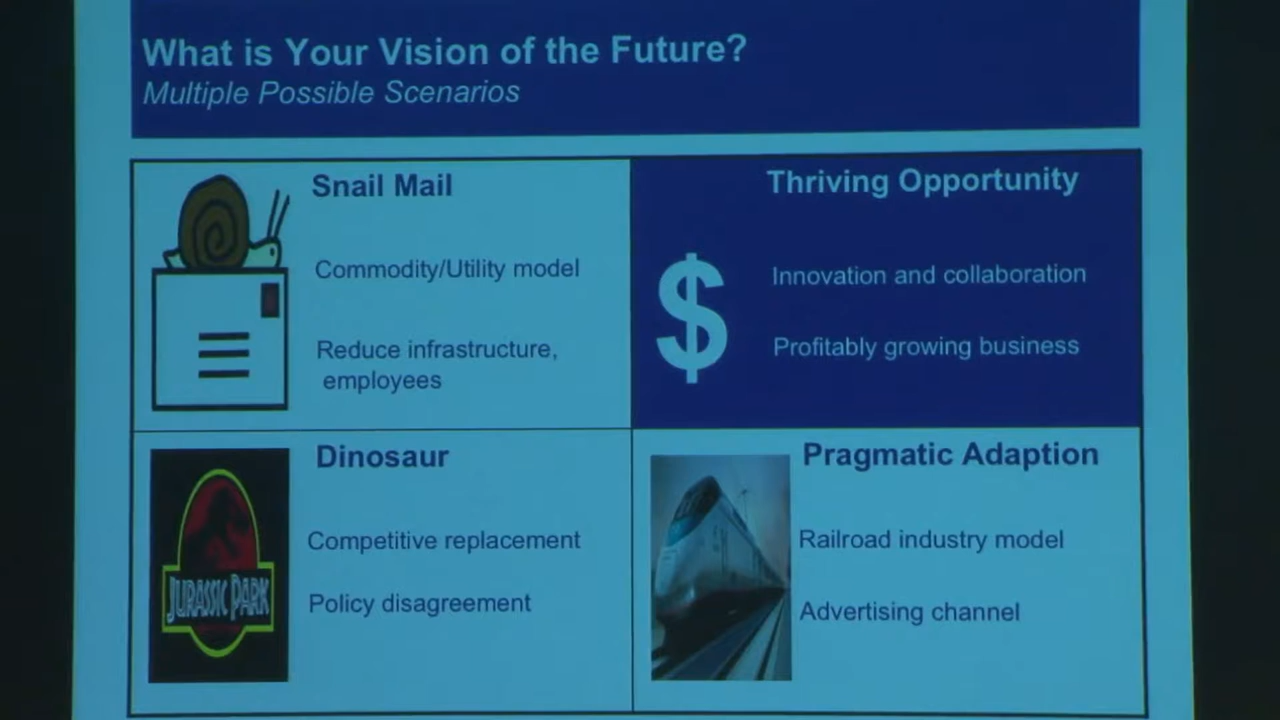 What is Your Vision of the Future?
Multiple Possible Scenarios
Snail Mail
Commodity/Utility model
Reduce infrastructure,
employees
Thriving Opportunity
$
Innovation and collaboration
Profitably growing business
Dinosaur
JURASSIC PARK
Competitive replacement
Policy disagreement
Pragmatic Adaption
Railroad industry model
Advertising channel